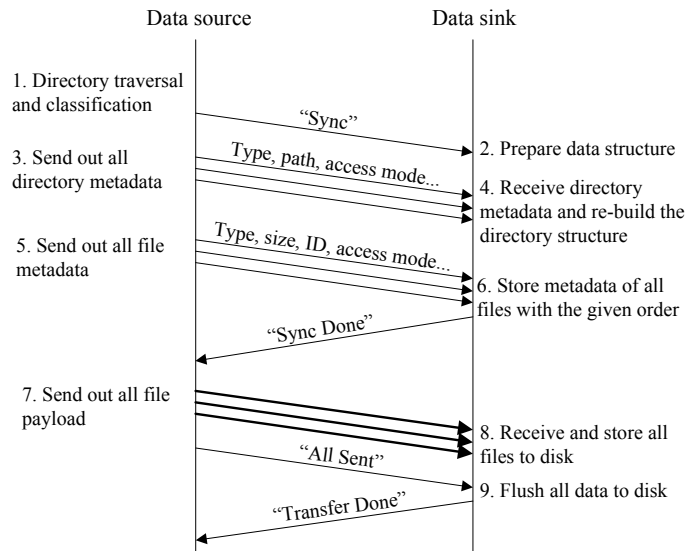 Data source
Data sink
1. Directory traversal
and classification
“Sync”
2. Prepare data structure
3. Send out all
directory metadata
Type, path, access mode...
4. Receive directory
metadata and re-build the
directory structure
5. Send out all file
metadata
Type, size, ID, access mode...
6. Store metadata of all
files with the given order
“Sync Done”
7. Send out all file
payload
8. Receive and store all
files to disk
“All Sent”
9. Flush all data to disk
“Transfer Done”